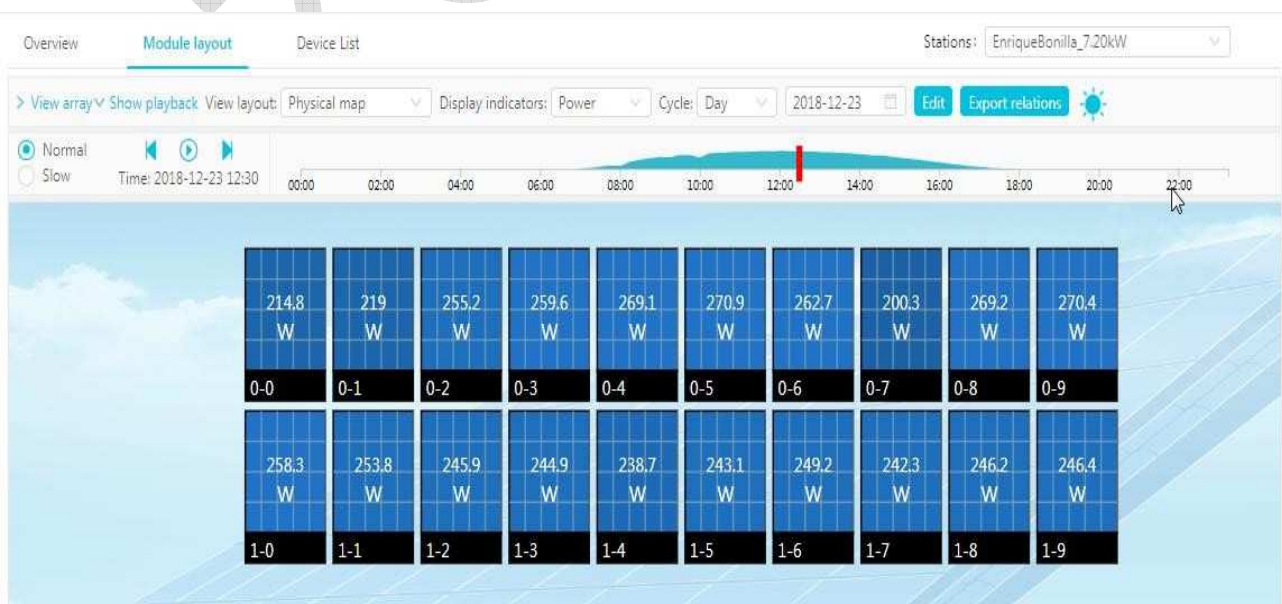 Overview Module layout Device List Stations: EnriqueBonilla_7.20kW
View array Show playback View layout: Physical map Display indicators: Power Cycle: Day 2018-12-23 Edit Export relations
Normal
Slow Time: 2018-12-23 12:30
00:00 02:00 04:00 06:00 08:00 10:00 12:00 14:00 16:00 18:00 20:00 22:00
214.8 219 255.2 259.6 269.1 270.9 262.7 200.3 269.2 270.4
W W W W W W W W W W
0-0 0-1 0-2 0-3 0-4 0-5 0-6 0-7 0-8 0-9
258.3 253.8 245.9 244.9 238.7 243.1 249.2 242.3 246.2 246.4
W W W W W W W W W W
1-0 1-1 1-2 1-3 1-4 1-5 1-6 1-7 1-8 1-9